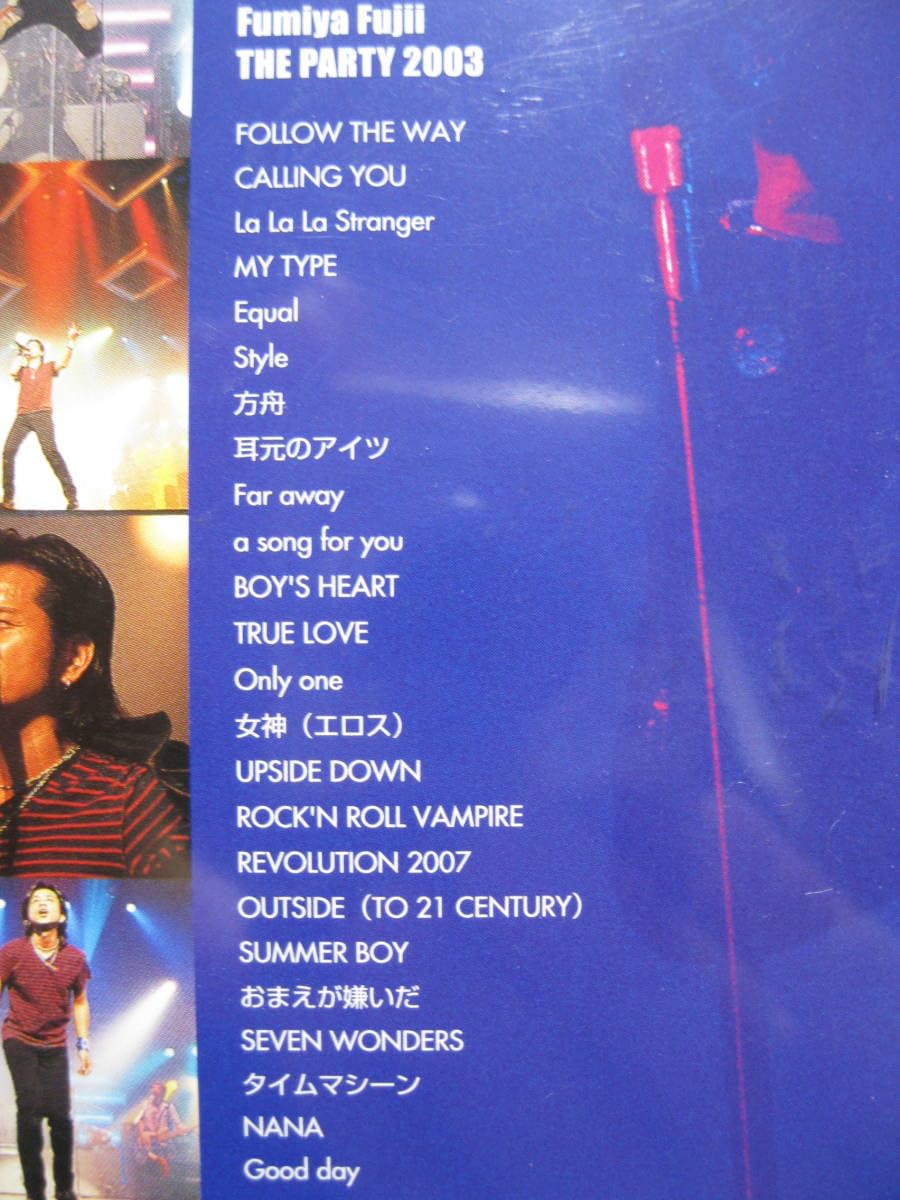 Fumiya Fujii
THE PARTY 2003
FOLLOW THE WAY
CALLING YOU
La La La Stranger
MY TYPE
Equal
Style
方舟
耳元のアイツ
Far away
a song for you
BOY'S HEART
TRUE LOVE
Only one
女神（エロス）
UPSIDE DOWN
ROCK'N ROLL VAMPIRE
REVOLUTION 2007
OUTSIDE（TO 21 CENTURY）
SUMMER BOY
おまえが嫌いだ
SEVEN WONDERS
タイムマシーン
NANA
Good day